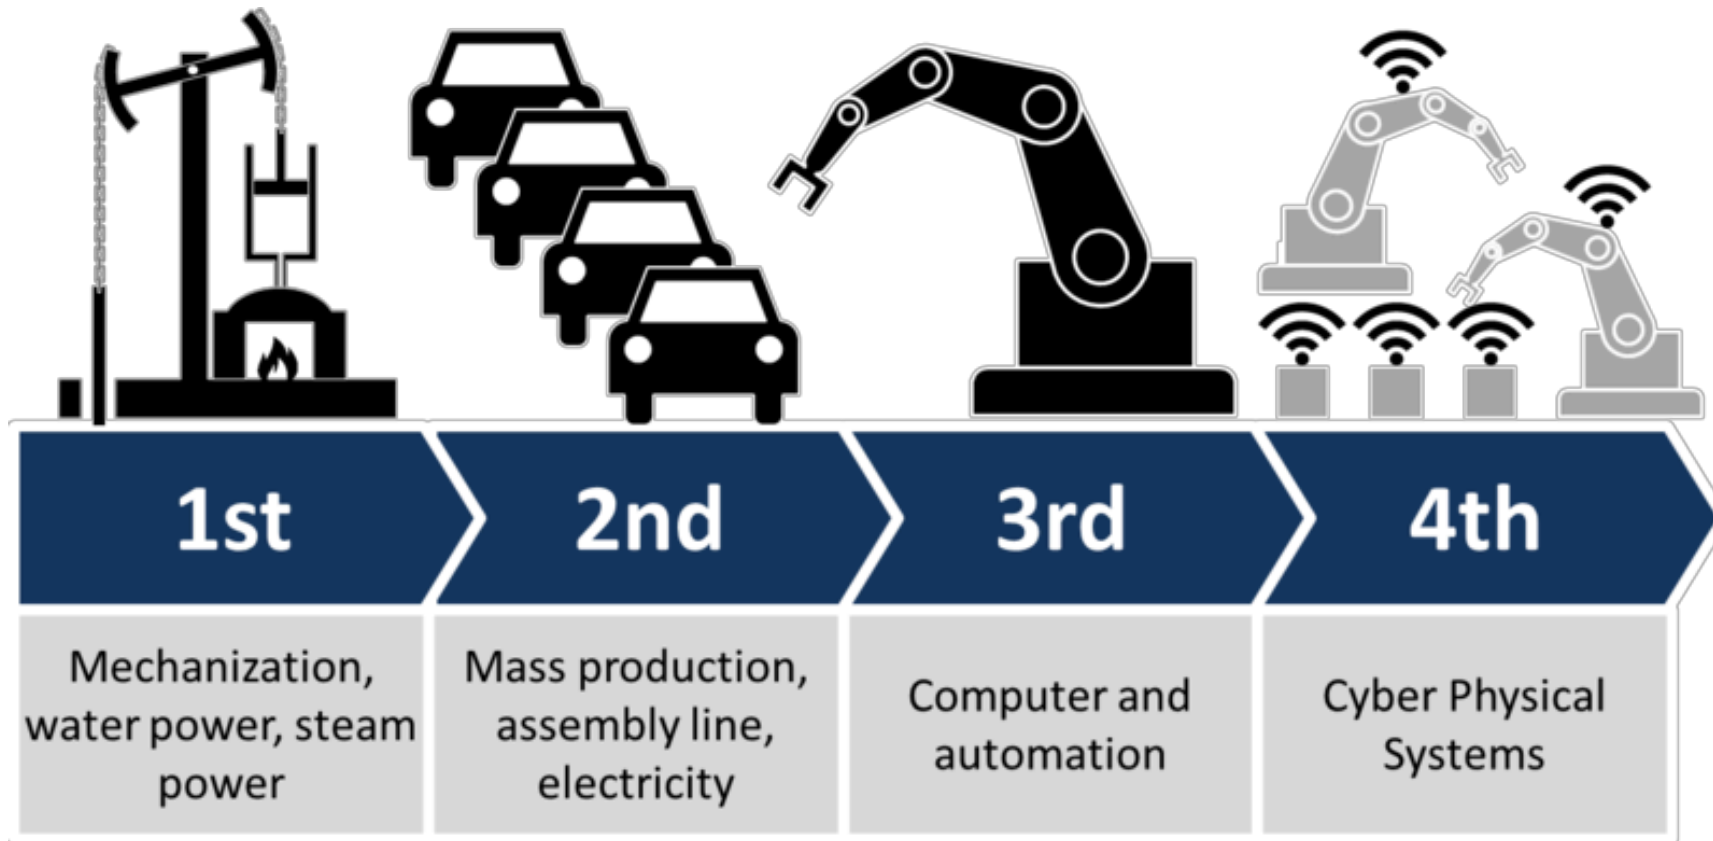 1st
2nd
3rd
4th
Mechanization,
water power, steam
power
Mass production,
assembly line,
electricity
Computer and
automation
Cyber Physical
Systems